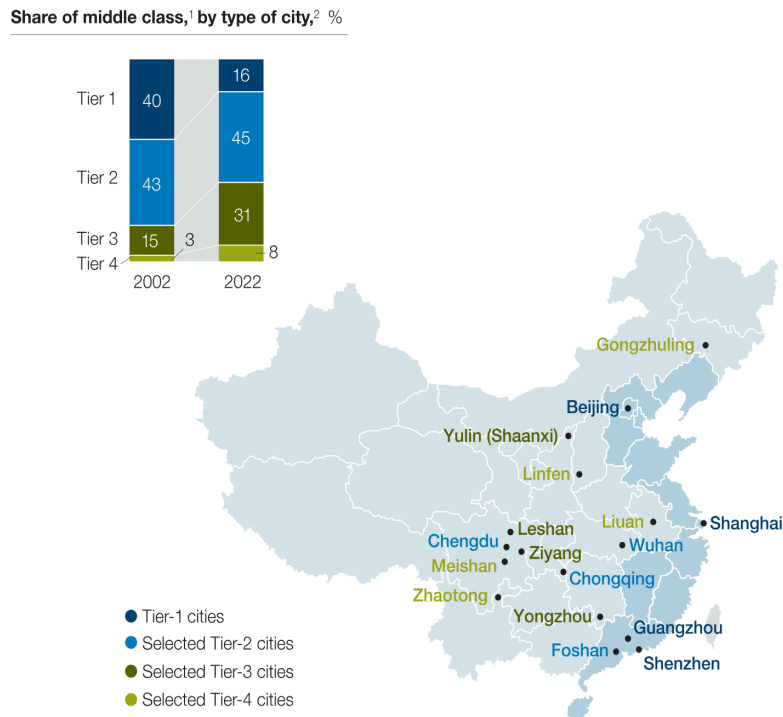 Share of middle class,¹ by type of city,² %
Tier 1
40
16
Tier 2
43
45
Tier 3
15
3
31
Tier 4
8
2002
2022
Gongzhuling
Beijing
Yulin (Shaanxi)
Linfen
Leshan
Liuan
Shanghai
Chengdu
Ziyang
Wuhan
Meishan
Chongqing
Zhaotong
Yongzhou
Guangzhou
Foshan
Shenzhen
Tier-1 cities
Selected Tier-2 cities
Selected Tier-3 cities
Selected Tier-4 cities